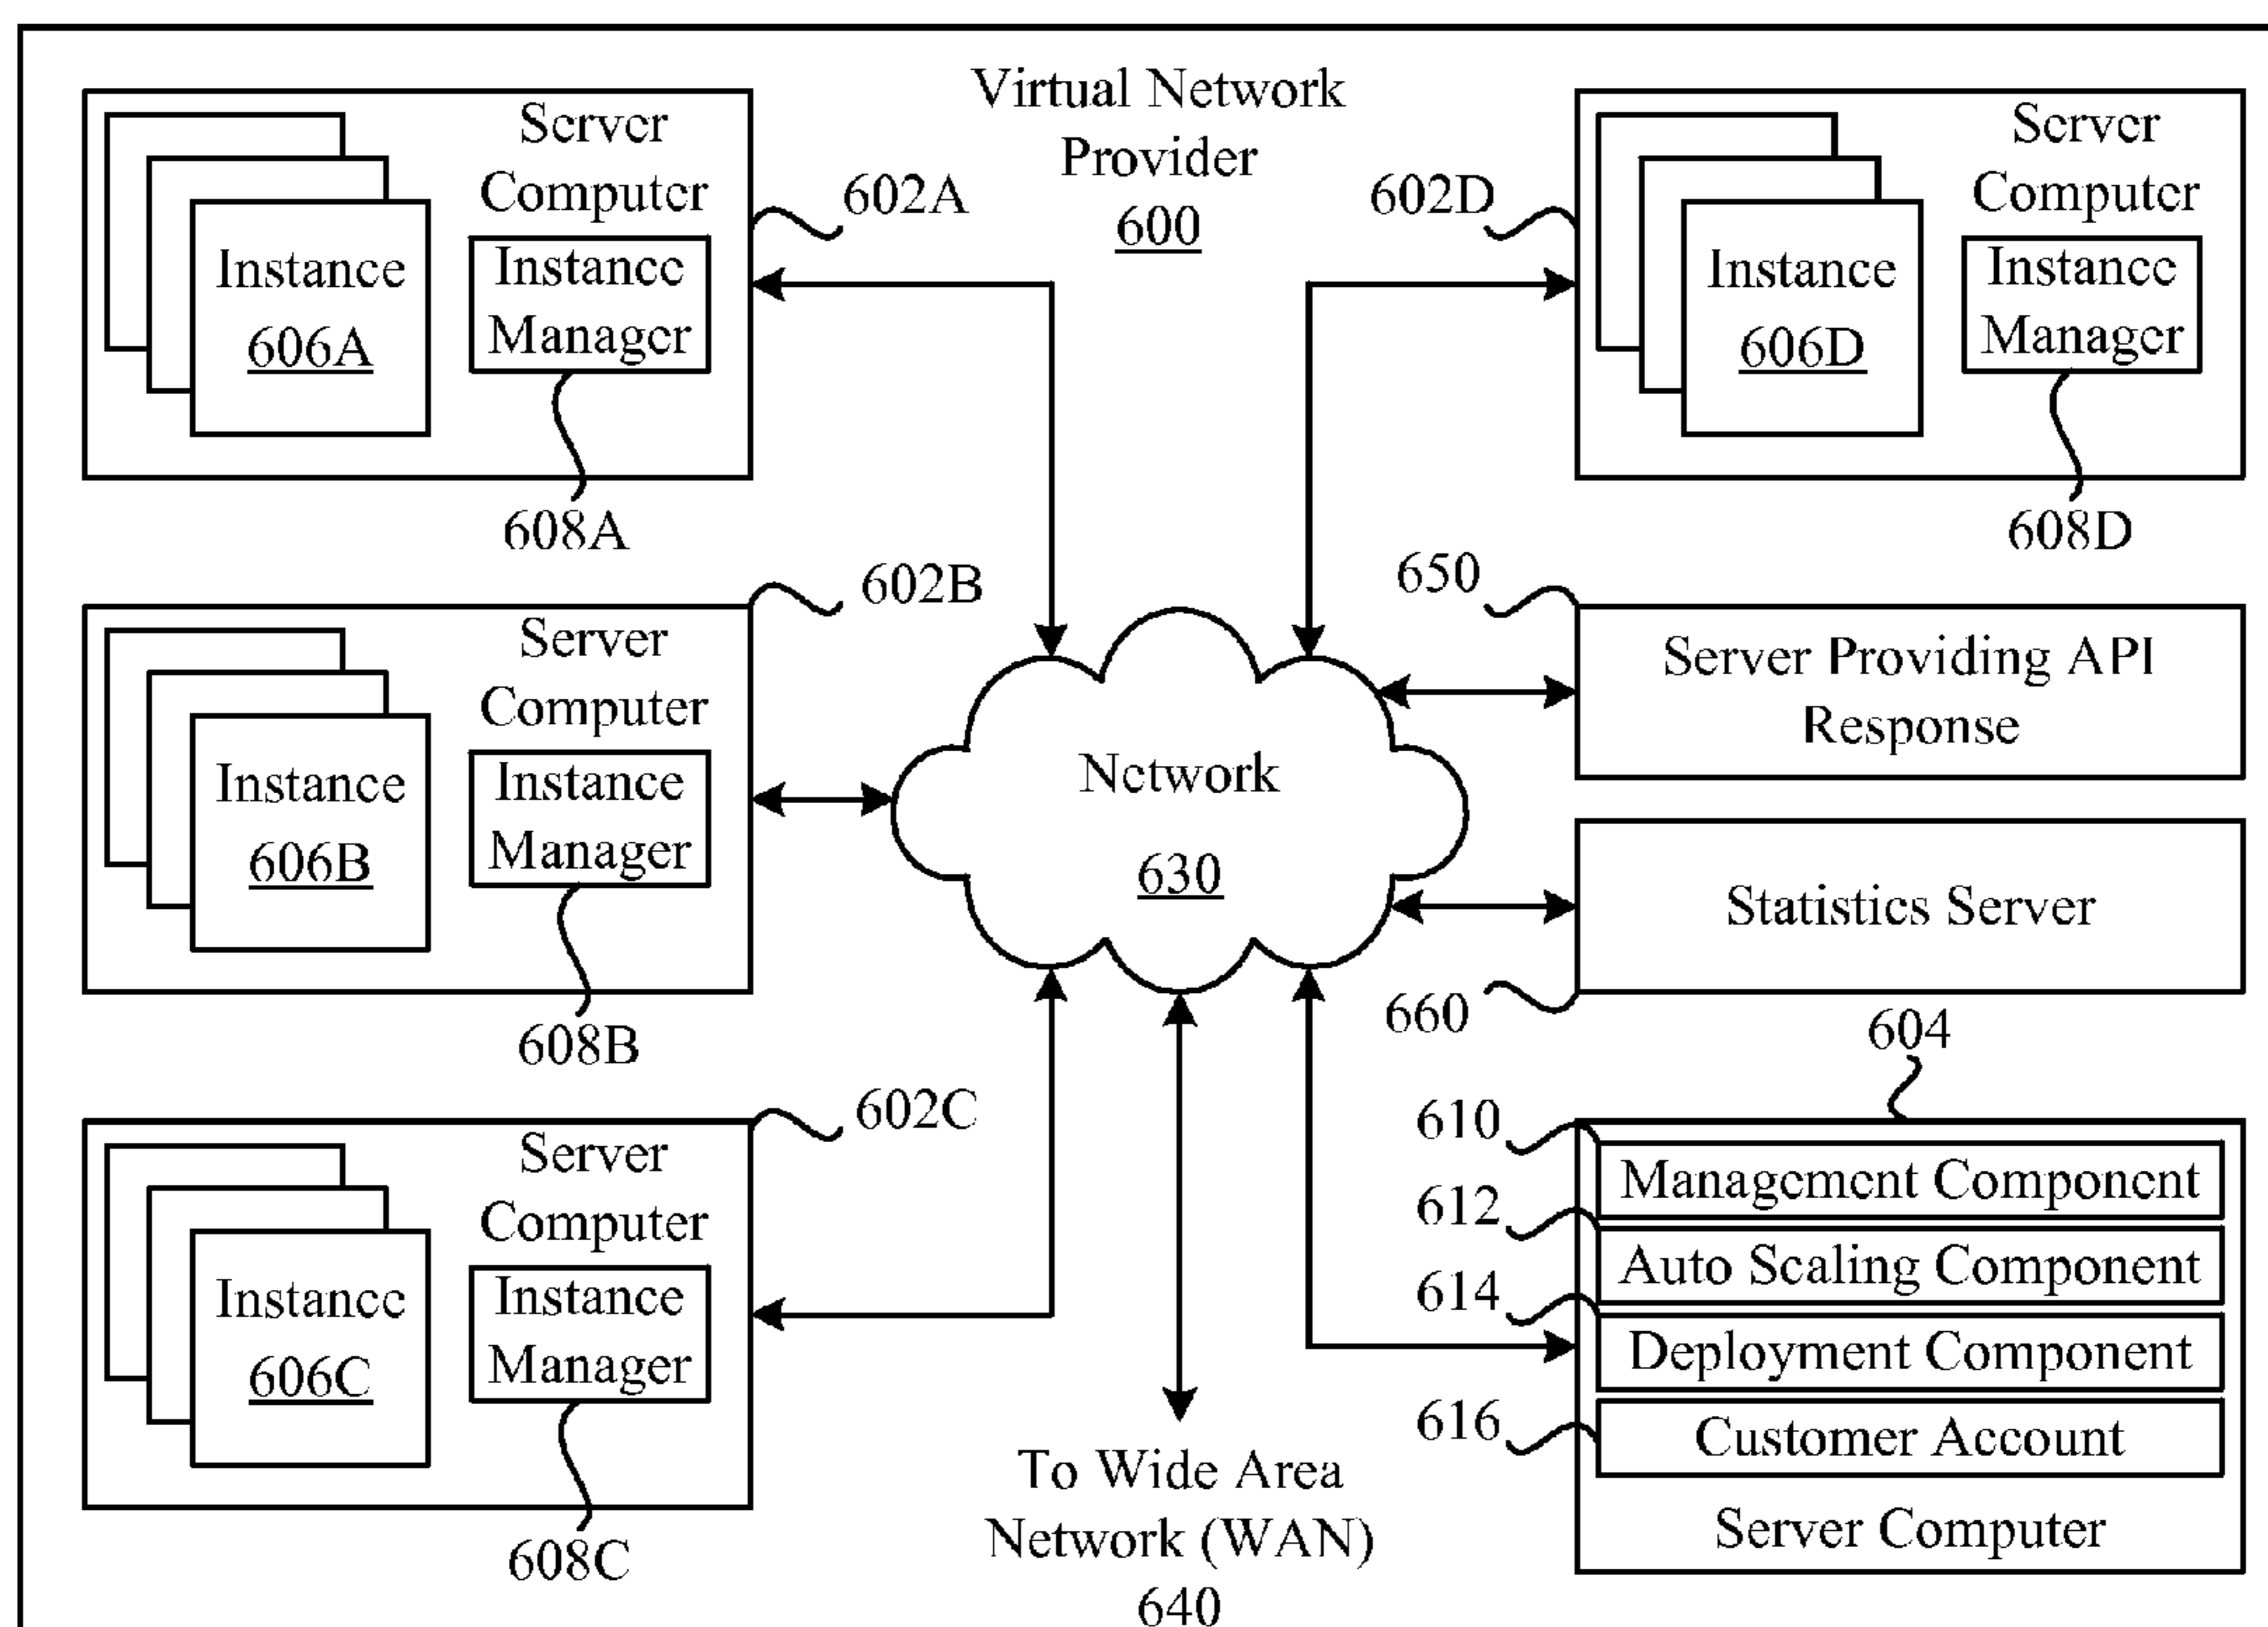 Virtual Network
Provider
600
Server
Computer
Instance
606A
Instance
Manager
602A
608A
Server
Computer
Instance
606D
Instance
Manager
602D
608D
Server
Computer
Instance
606B
Instance
Manager
602B
608B
Network
630
650
Server Providing API
Response
Statistics Server
660
Server
Computer
Instance
606C
Instance
Manager
602C
608C
To Wide Area
Network (WAN)
640
604
610
Management Component
612
Auto Scaling Component
614
Deployment Component
616
Customer Account
Server Computer